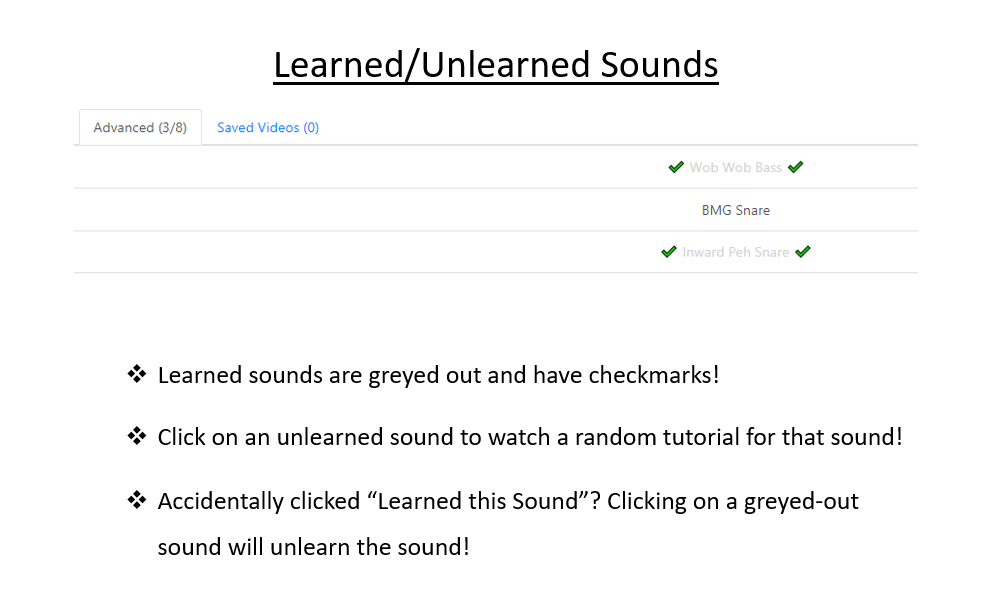 Learned/Unlearned Sounds
Advanced (3/8) Saved Videos (0)
Wob Wob Bass
BMG Snare
Inward Peh Snare
Learned sounds are greyed out and have checkmarks!
Click on an unlearned sound to watch a random tutorial for that sound!
Accidentally clicked “Learned this Sound”? Clicking on a greyed-out
sound will unlearn the sound!